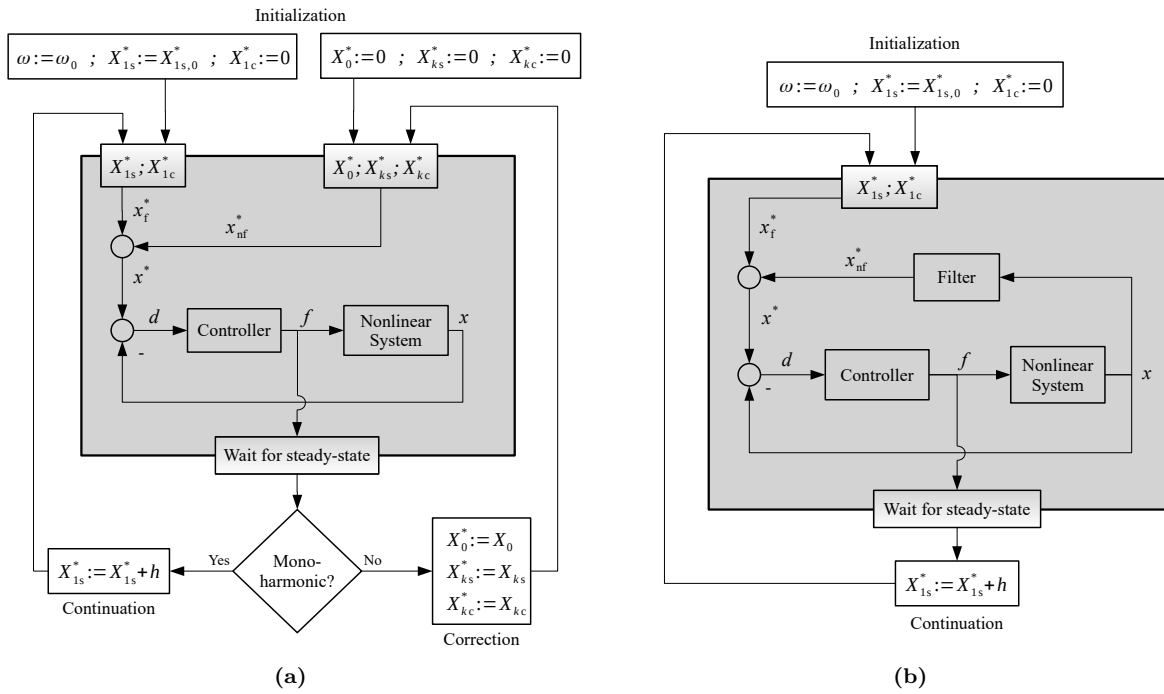 Initialization
ω:=ω₀ ; X*₁ₛ:=X*₁ₛ,₀ ; X*₁c:=0
X*₀:=0 ; X*ₖₛ:=0 ; X*ₖc:=0
X*₁ₛ;X*₁c
X*₀;X*ₖₛ;X*ₖc
x*f
x*nf
x*
d
Controller
f
Nonlinear
System
x
-
Wait for steady-state
Mono-
harmonic?
Yes
No
X*₁ₛ:=X*₁ₛ+h
Continuation
X*₀:=X₀
X*ₖₛ:=Xₖₛ
X*ₖc:=Xₖc
Correction
(a)
Initialization
ω:=ω₀ ; X*₁ₛ:=X*₁ₛ,₀ ; X*₁c:=0
X*₁ₛ;X*₁c
x*f
x*nf
Filter
x*
d
Controller
f
Nonlinear
System
x
-
Wait for steady-state
X*₁ₛ:=X*₁ₛ+h
Continuation
(b)